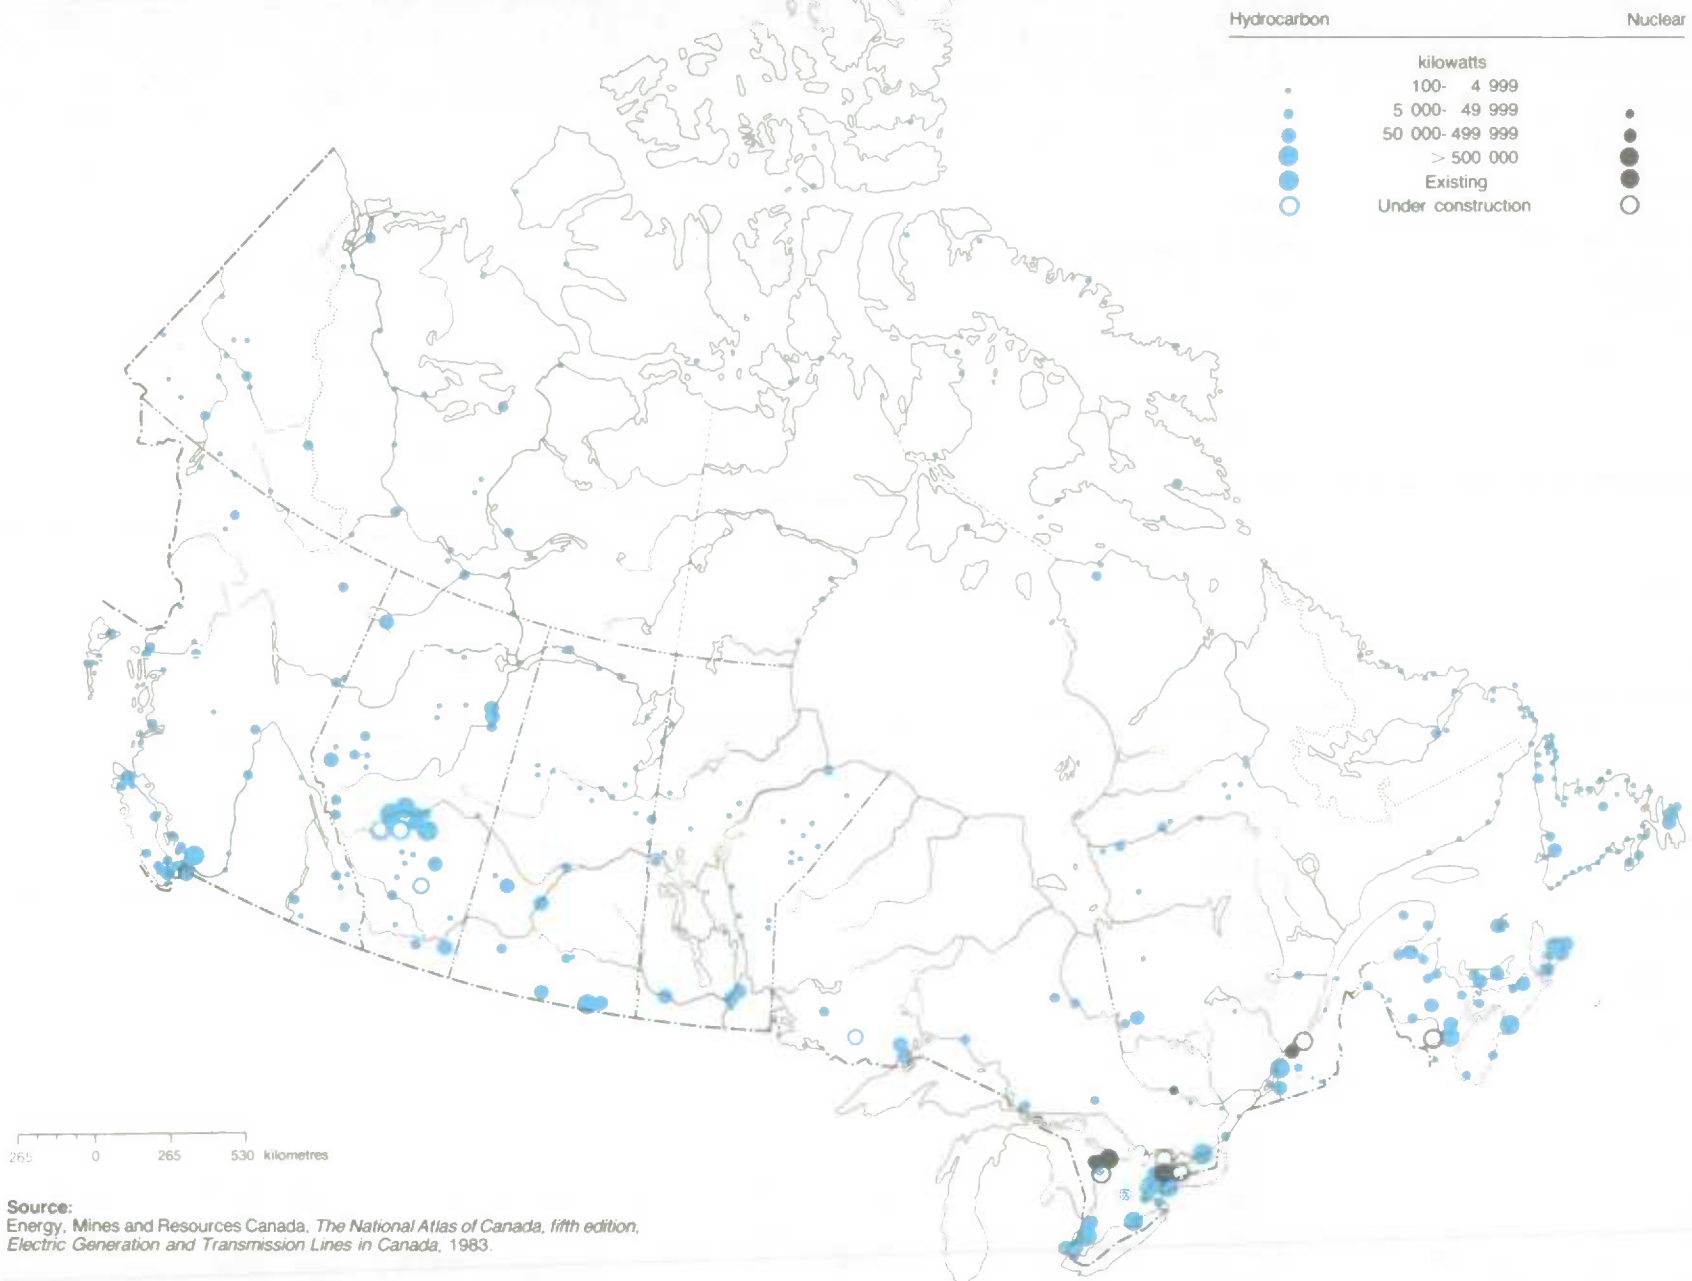 Hydrocarbon Nuclear
kilowatts
100- 4 999
5 000- 49 999
50 000- 499 999
> 500 000
Existing
Under construction
265 0 265 530 kilometres
Source:
Energy, Mines and Resources Canada, The National Atlas of Canada, fifth edition,
Electric Generation and Transmission Lines in Canada, 1983.